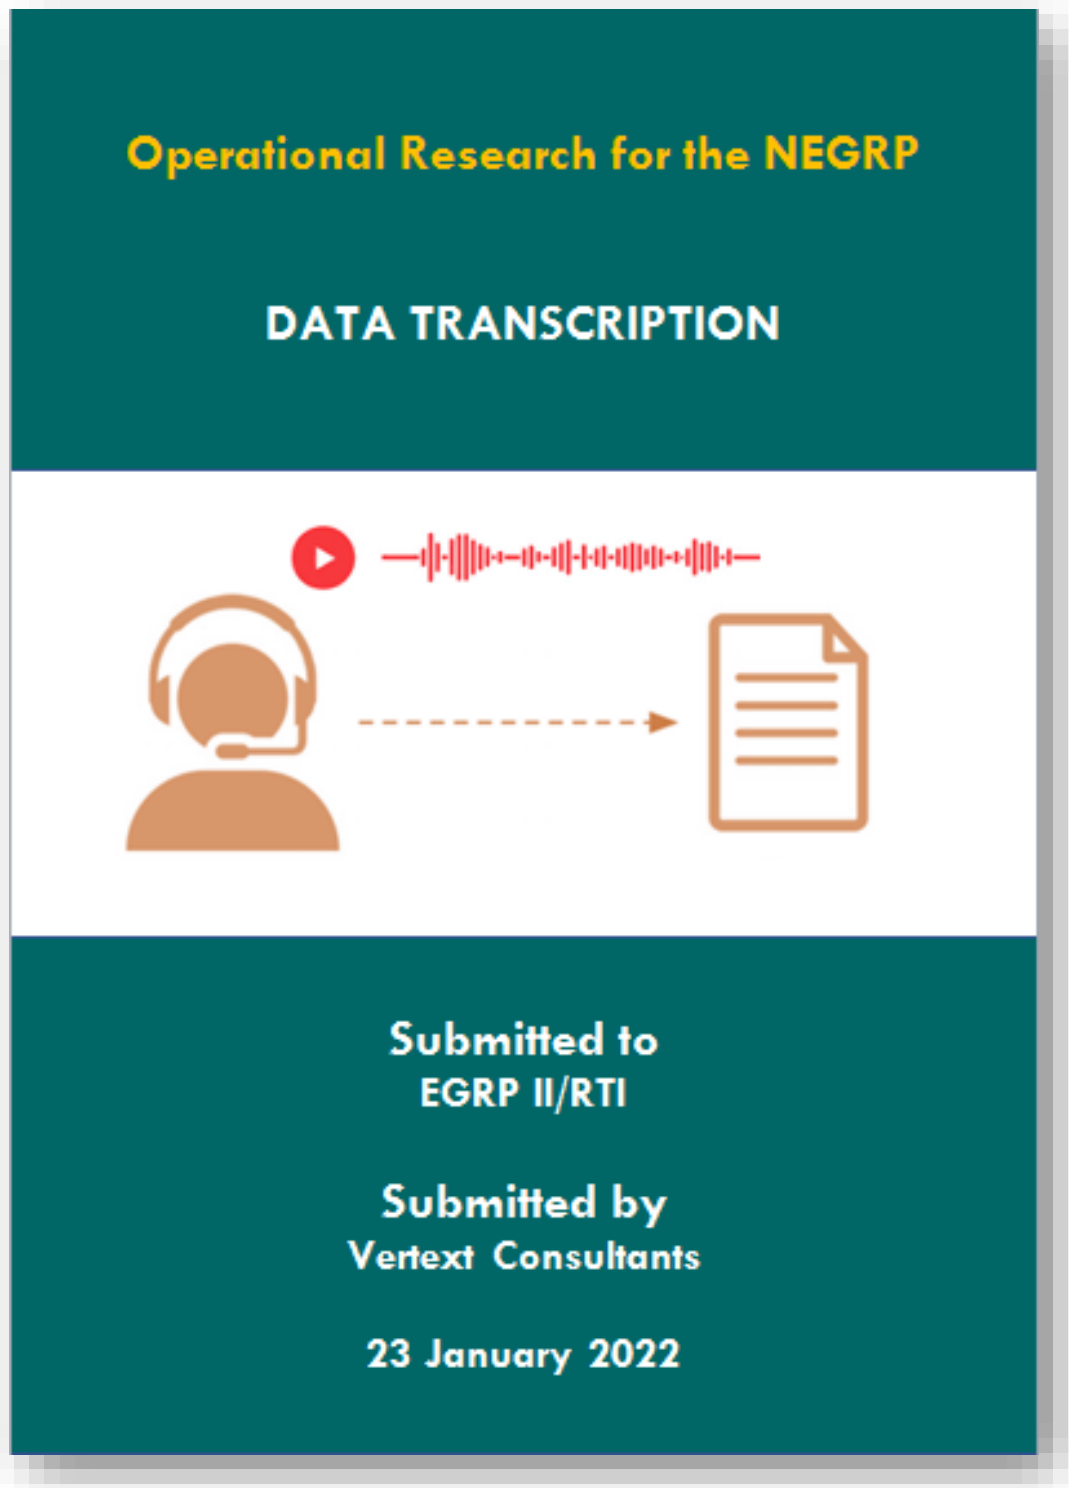 Operational Research for the NEGRP
DATA TRANSCRIPTION
Submitted to
EGRP II/RTI
Submitted by
Vertext Consultants
23 January 2022